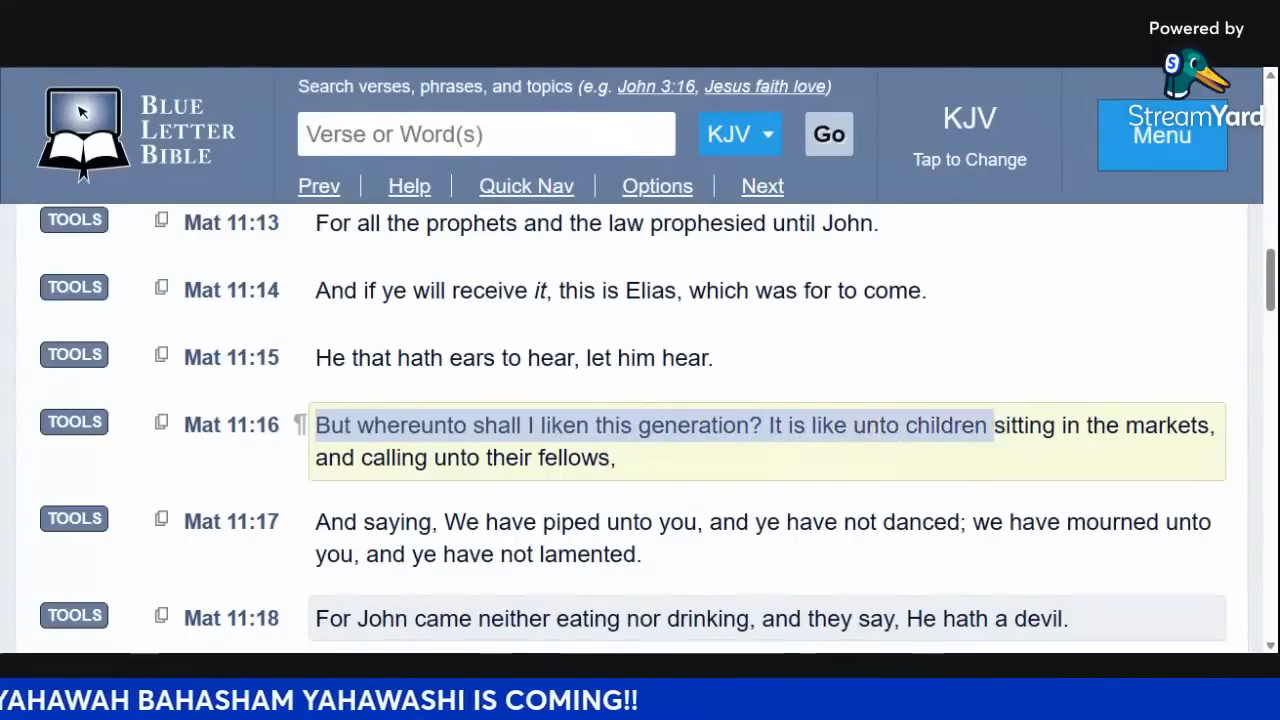 Powered by
StreamYard
BLUE
LETTER
BIBLE
Search verses, phrases, and topics (e.g. John 3:16, Jesus faith love)
Verse or Word(s)
KJV
Go
Prev
Help
Quick Nav
Options
Next
KJV
Tap to Change
Menu
TOOLS Mat 11:13 For all the prophets and the law prophesied until John.
TOOLS Mat 11:14 And if ye will receive it, this is Elias, which was for to come.
TOOLS Mat 11:15 He that hath ears to hear, let him hear.
TOOLS Mat 11:16 ¶ But whereunto shall I liken this generation? It is like unto children sitting in the markets,
and calling unto their fellows,
TOOLS Mat 11:17 And saying, We have piped unto you, and ye have not danced; we have mourned unto
you, and ye have not lamented.
TOOLS Mat 11:18 For John came neither eating nor drinking, and they say, He hath a devil.
YAHAWAH BAHASHAM YAHAWASHI IS COMING!!